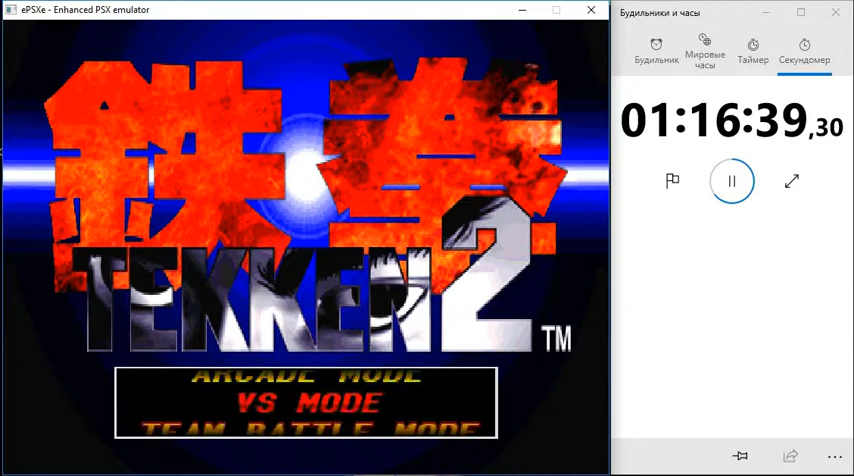 ePSXe - Enhanced PSX emulator
鉄拳
TEKKEN 2 TM
ARCADE MODE
VS MODE
TEAM BATTLE MODE
Будильники и часы
Будильник
Мировые часы
Таймер
Секундомер
01:16:39,30